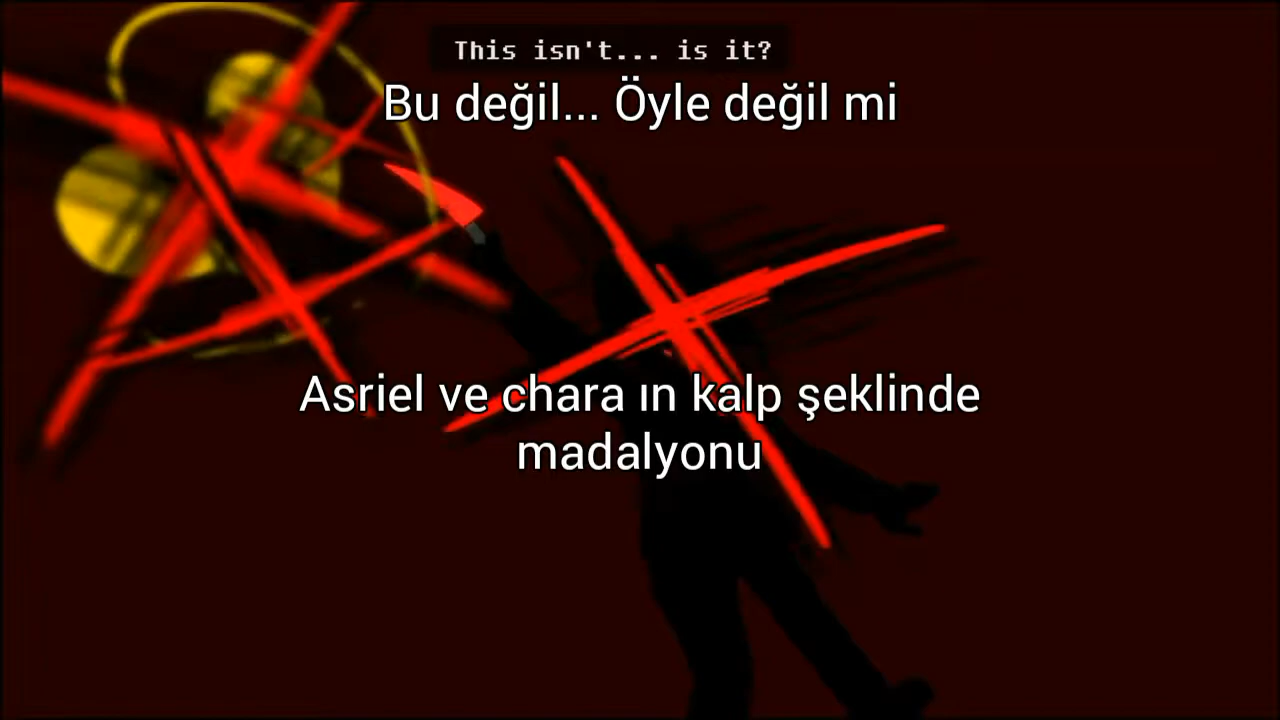 This isn't... is it?
Bu değil... Öyle değil mi
Asriel ve chara ın kalp şeklinde
madalyonu